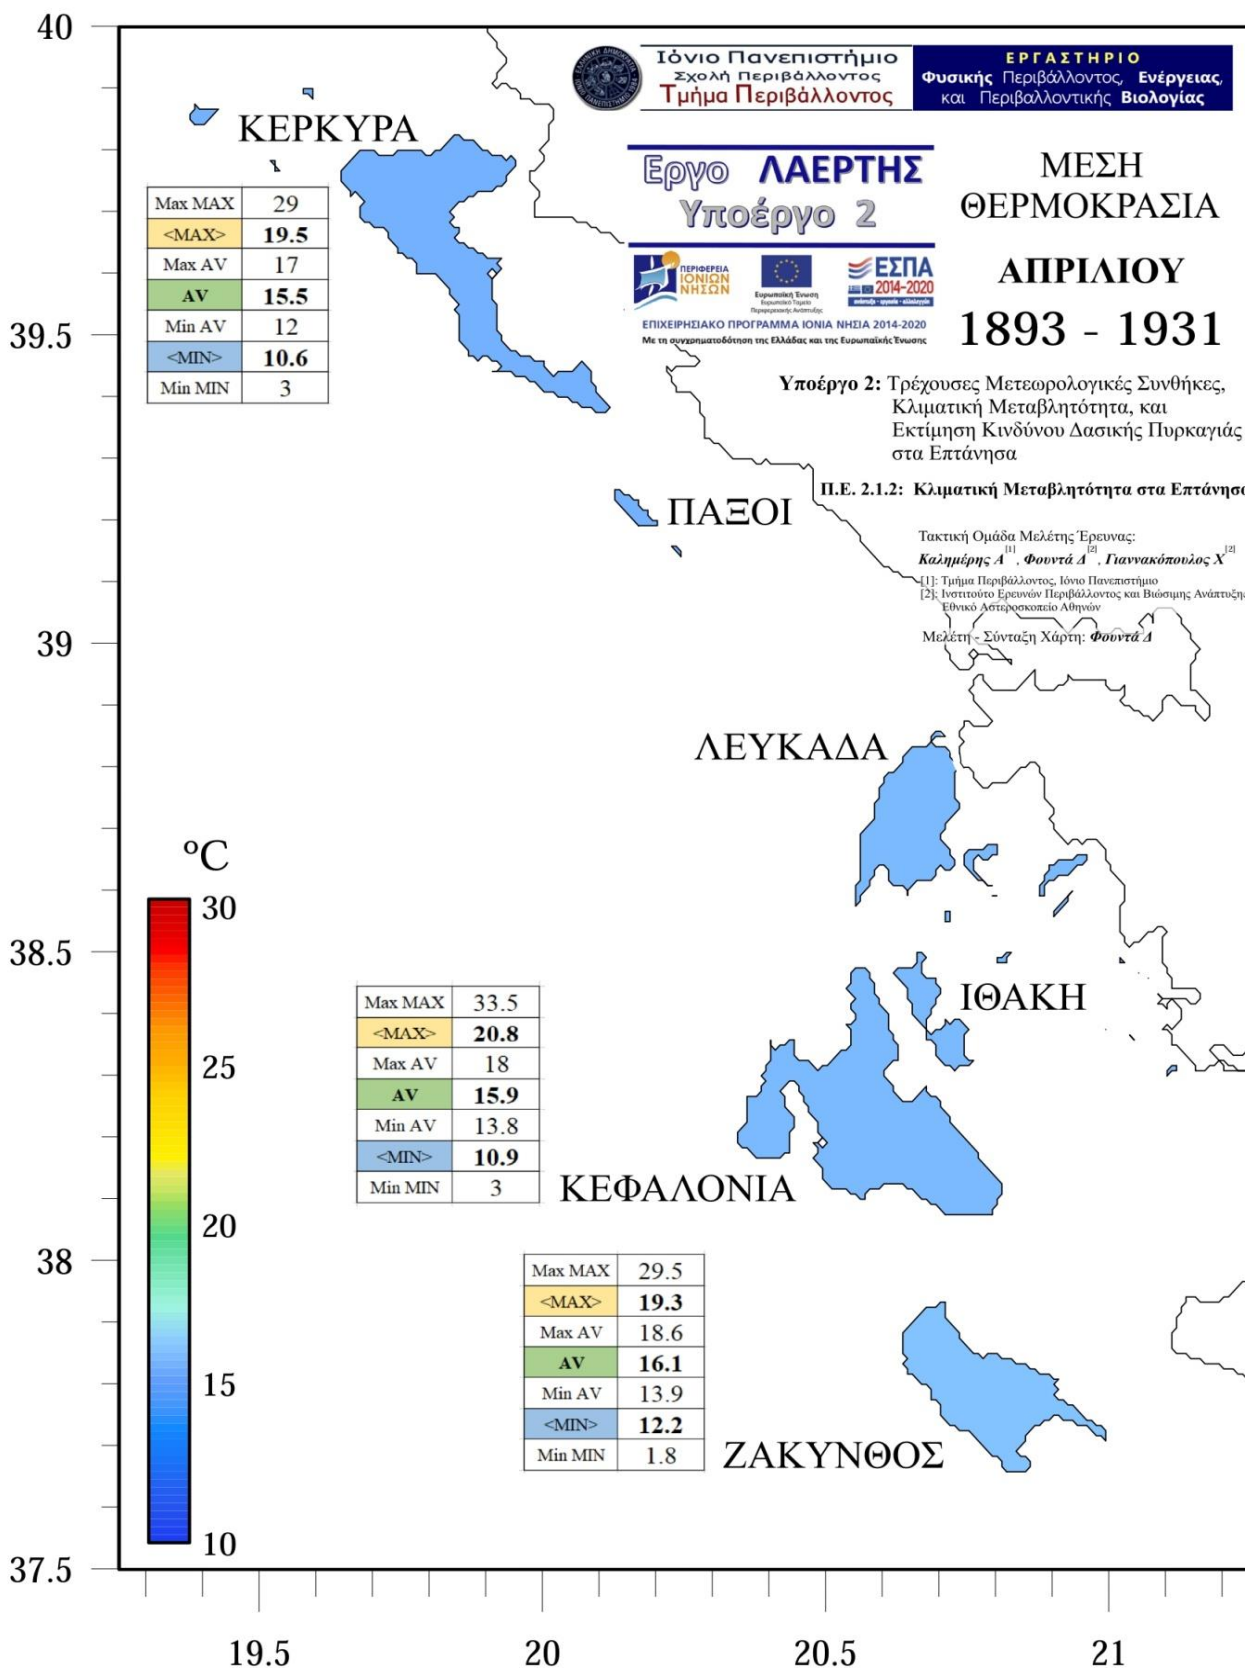 Ιόνιο Πανεπιστήμιο
Σχολή Περιβάλλοντος
Τμήμα Περιβάλλοντος
ΕΡΓΑΣΤΗΡΙΟ
Φυσικής Περιβάλλοντος, Ενέργειας,
και Περιβαλλοντικής Βιολογίας
Εργο ΛΑΕΡΤΗΣ
Υποέργο 2
ΠΕΡΙΦΕΡΕΙΑ
ΙΟΝΙΩΝ
ΝΗΣΩΝ
Ευρωπαϊκή Ένωση
Ευρωπαϊκό Ταμείο
Περιφερειακής Ανάπτυξης
ΕΣΠΑ
2014-2020
ανάπτυξη - εργασία - αλληλεγγύη
ΕΠΙΧΕΙΡΗΣΙΑΚΟ ΠΡΟΓΡΑΜΜΑ ΙΟΝΙΑ ΝΗΣΙΑ 2014-2020
Με τη συγχρηματοδότηση της Ελλάδας και της Ευρωπαϊκής Ένωσης
ΜΕΣΗ
ΘΕΡΜΟΚΡΑΣΙΑ
ΑΠΡΙΛΙΟΥ
1893 - 1931
Υποέργο 2: Τρέχουσες Μετεωρολογικές Συνθήκες,
Κλιματική Μεταβλητότητα, και
Εκτίμηση Κινδύνου Δασικής Πυρκαγιάς
στα Επτάνησα
Π.Ε. 2.1.2: Κλιματική Μεταβλητότητα στα Επτάνησα
Τακτική Ομάδα Μελέτης Έρευνας:
Καλημέρης Α[1], Φουντά Δ[2], Γιαννακόπουλος Χ[2]
[1]: Τμήμα Περιβάλλοντος, Ιόνιο Πανεπιστήμιο
[2]: Ινστιτούτο Ερευνών Περιβάλλοντος και Βιώσιμης Ανάπτυξης
Εθνικό Αστεροσκοπείο Αθηνών
Μελέτη - Σύνταξη Χάρτη: Φουντά Δ
ΚΕΡΚΥΡΑ
Max MAX 29
<MAX> 19.5
Max AV 17
AV 15.5
Min AV 12
<MIN> 10.6
Min MIN 3
ΠΑΞΟΙ
ΛΕΥΚΑΔΑ
ΙΘΑΚΗ
Max MAX 33.5
<MAX> 20.8
Max AV 18
AV 15.9
Min AV 13.8
<MIN> 10.9
Min MIN 3
ΚΕΦΑΛΟΝΙΑ
Max MAX 29.5
<MAX> 19.3
Max AV 18.6
AV 16.1
Min AV 13.9
<MIN> 12.2
Min MIN 1.8
ΖΑΚΥΝΘΟΣ
°C
30
25
20
15
10
40
39.5
39
38.5
38
37.5
19.5
20
20.5
21